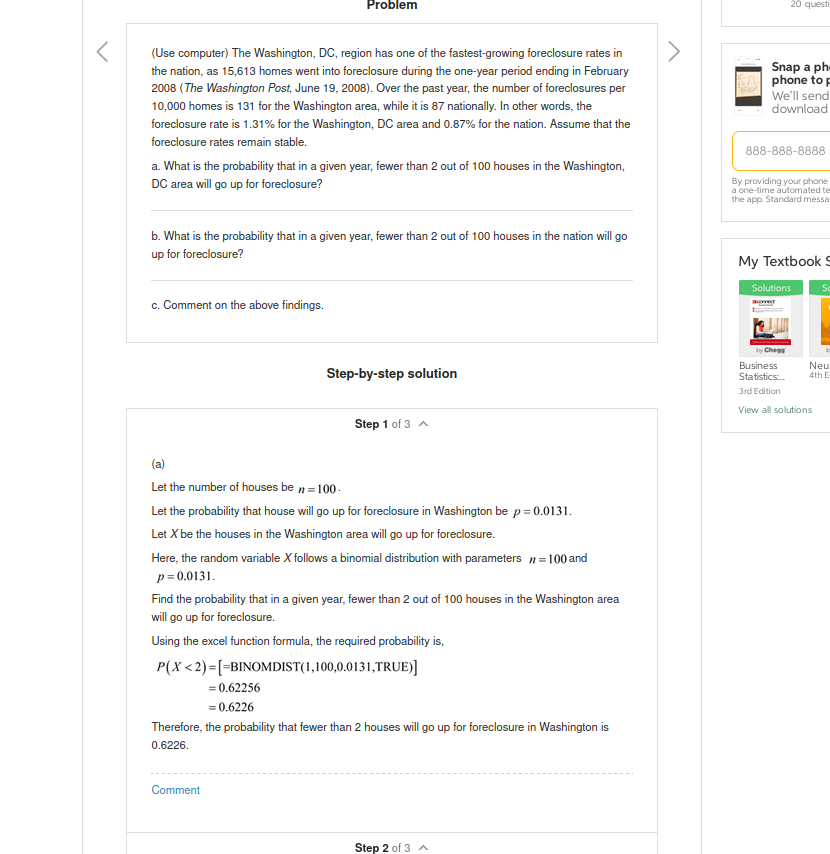 Problem
20 questi
(Use computer) The Washington, DC, region has one of the fastest-growing foreclosure rates in
the nation, as 15,613 homes went into foreclosure during the one-year period ending in February
2008 (The Washington Post, June 19, 2008). Over the past year, the number of foreclosures per
10,000 homes is 131 for the Washington area, while it is 87 nationally. In other words, the
foreclosure rate is 1.31% for the Washington, DC area and 0.87% for the nation. Assume that the
foreclosure rates remain stable.
a. What is the probability that in a given year, fewer than 2 out of 100 houses in the Washington,
DC area will go up for foreclosure?
b. What is the probability that in a given year, fewer than 2 out of 100 houses in the nation will go
up for foreclosure?
c. Comment on the above findings.
Step-by-step solution
Step 1 of 3
(a)
Let the number of houses be n = 100.
Let the probability that house will go up for foreclosure in Washington be p = 0.0131.
Let X be the houses in the Washington area will go up for foreclosure.
Here, the random variable X follows a binomial distribution with parameters n = 100 and
p = 0.0131.
Find the probability that in a given year, fewer than 2 out of 100 houses in the Washington area
will go up for foreclosure.
Using the excel function formula, the required probability is,
P(X < 2) = [=BINOMDIST(1,100,0.0131,TRUE)]
= 0.62256
= 0.6226
Therefore, the probability that fewer than 2 houses will go up for foreclosure in Washington is
0.6226.
Comment
Step 2 of 3
Snap a pho
phone to p
We'll send
download
888-888-8888
By providing your phone
a one-time automated te
the app. Standard messa
My Textbook S
Solutions
So
connect
by Chegg
b
Business
Statistics:...
3rd Edition
Neu
4th E
View all solutions